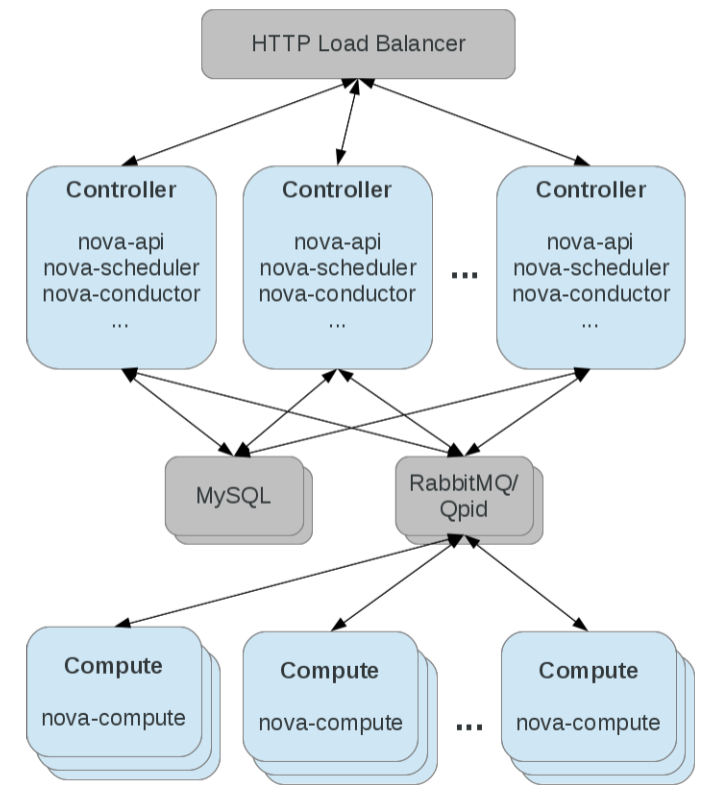 HTTP Load Balancer
Controller
nova-api
nova-scheduler
nova-conductor
...
Controller
nova-api
nova-scheduler
nova-conductor
...
...
Controller
nova-api
nova-scheduler
nova-conductor
...
MySQL
RabbitMQ/
Qpid
Compute
nova-compute
Compute
nova-compute
...
Compute
nova-compute